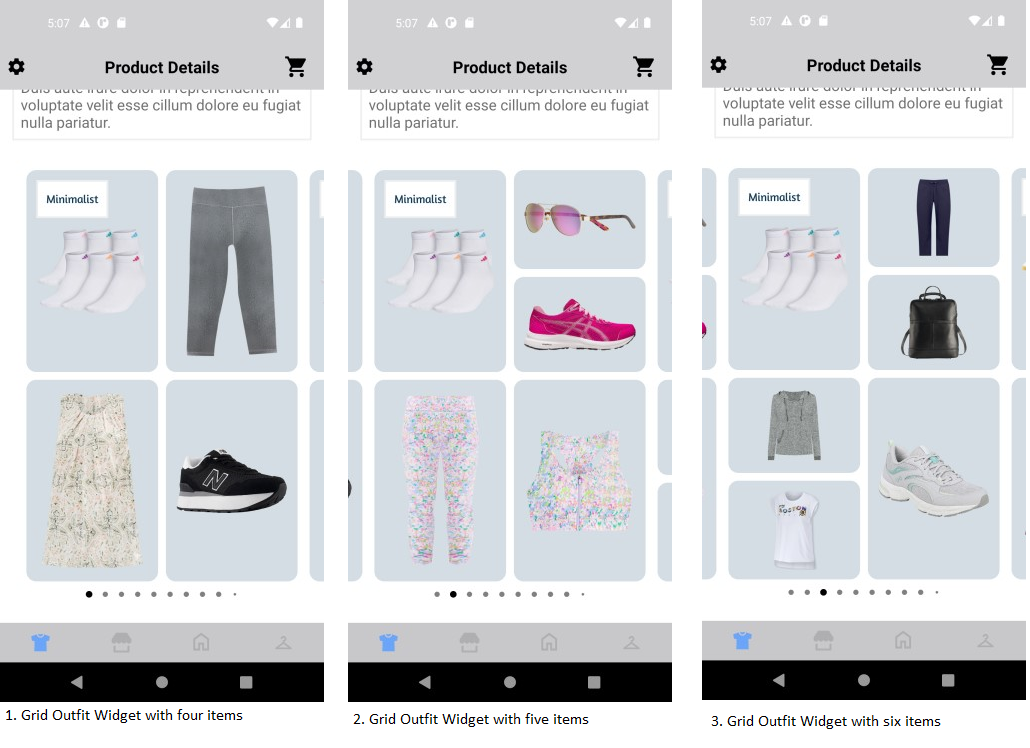 5:07
Product Details
Duis aute irure dolor in reprehenderit in
voluptate velit esse cillum dolore eu fugiat
nulla pariatur.
Minimalist
N
1. Grid Outfit Widget with four items
5:07
Product Details
Duis aute irure dolor in reprehenderit in
voluptate velit esse cillum dolore eu fugiat
nulla pariatur.
Minimalist
2. Grid Outfit Widget with five items
5:07
Product Details
Duis aute irure dolor in reprehenderit in
voluptate velit esse cillum dolore eu fugiat
nulla pariatur.
Minimalist
3. Grid Outfit Widget with six items